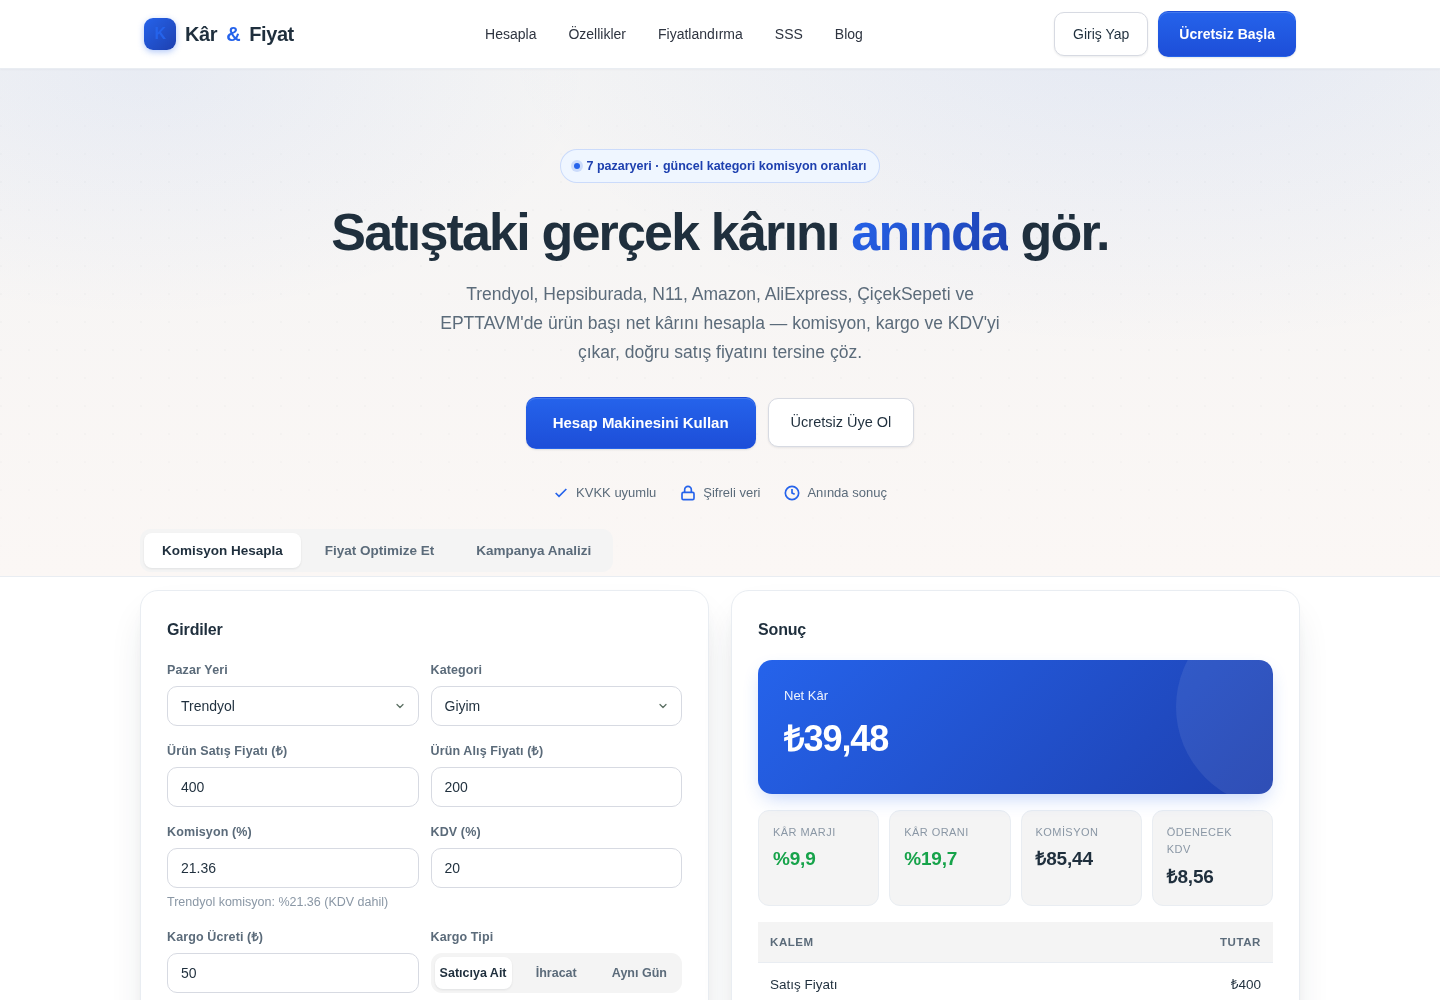 K Kâr & Fiyat
Hesapla Özellikler Fiyatlandırma SSS Blog
Giriş Yap Ücretsiz Başla
7 pazaryeri · güncel kategori komisyon oranları
Satıştaki gerçek kârını anında gör.
Trendyol, Hepsiburada, N11, Amazon, AliExpress, ÇiçekSepeti ve
EPTTAVM'de ürün başı net kârını hesapla — komisyon, kargo ve KDV'yi
çıkar, doğru satış fiyatını tersine çöz.
Hesap Makinesini Kullan Ücretsiz Üye Ol
KVKK uyumlu Şifreli veri Anında sonuç
Komisyon Hesapla Fiyat Optimize Et Kampanya Analizi
Girdiler
Pazar Yeri Kategori
Trendyol Giyim
Ürün Satış Fiyatı (₺) Ürün Alış Fiyatı (₺)
400 200
Komisyon (%) KDV (%)
21.36 20
Trendyol komisyon: %21.36 (KDV dahil)
Kargo Ücreti (₺) Kargo Tipi
50 Satıcıya Ait İhracat Aynı Gün
Sonuç
Net Kâr
₺39,48
KÂR MARJI
%9,9
KÂR ORANI
%19,7
KOMİSYON
₺85,44
ÖDENECEK
KDV
₺8,56
KALEM TUTAR
Satış Fiyatı ₺400